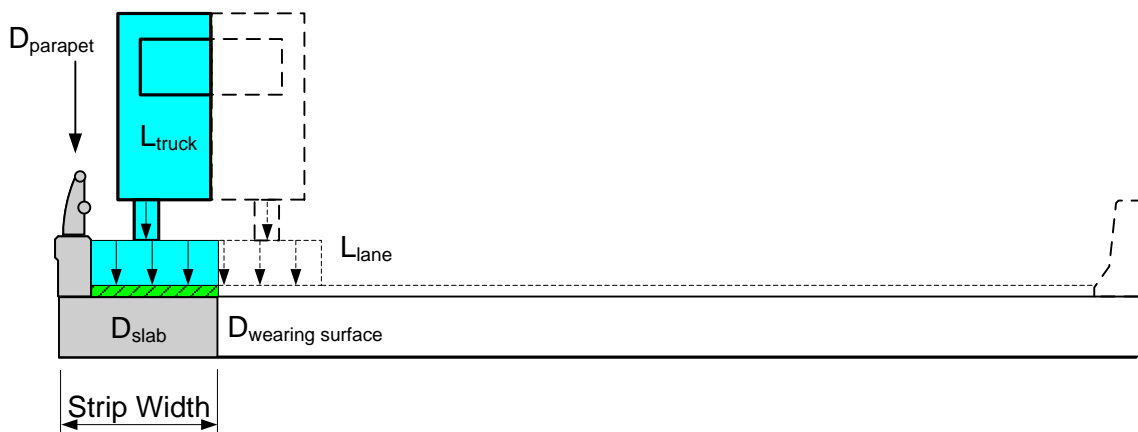 Dparapet
Ltruck
Llane
Dslab
Dwearing surface
Strip Width